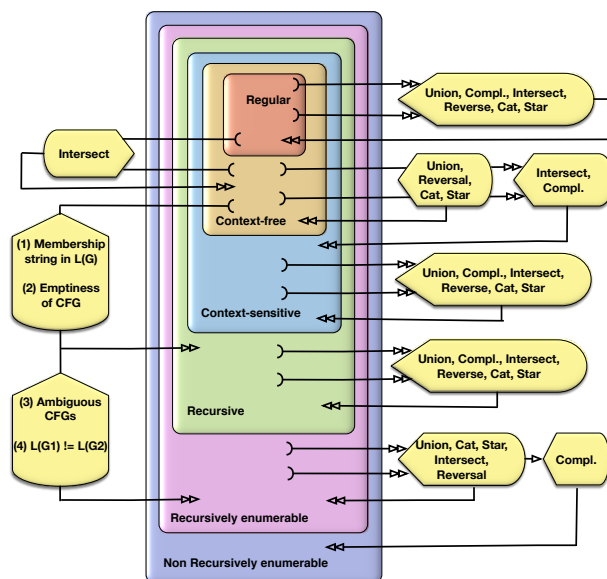 Regular
Union, Compl., Intersect,
Reverse, Cat, Star
Intersect
Union,
Reversal,
Cat, Star
Intersect,
Compl.
Context-free
(1) Membership
string in L(G)
(2) Emptiness
of CFG
Union, Compl., Intersect,
Reverse, Cat, Star
Context-sensitive
Union, Compl., Intersect,
Reverse, Cat, Star
(3) Ambiguous
CFGs
(4) L(G1) != L(G2)
Recursive
Union, Cat, Star,
Intersect,
Reversal
Compl.
Recursively enumerable
Non Recursively enumerable